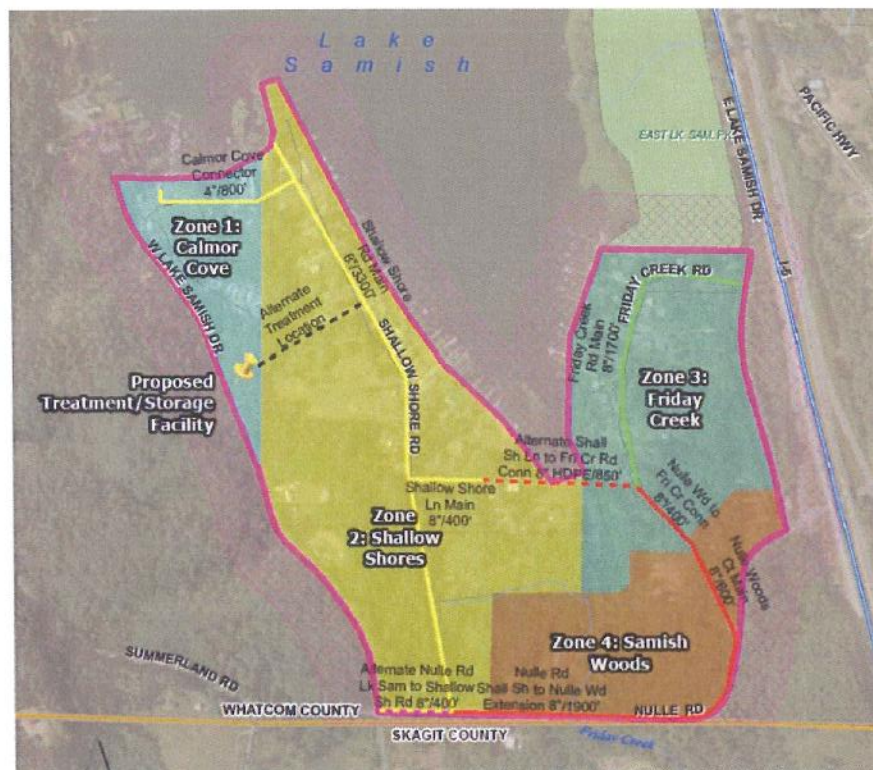 Lake
Samish
PACIFIC HWY
E LAKE SAMISH DR
EAST LK. SAM. PK
I-5
Calmor Cove
Connector
4"/800'
Zone 1:
Calmor
Cove
W LAKE SAMISH DR
Shallow Shore
Rd Main
8"/3300'
Alternate
Treatment
Location
SHALLOW SHORE RD
Proposed
Treatment/Storage
Facility
FRIDAY CREEK RD
Friday Creek
Rd Main
8"/1700'
Zone 3:
Friday
Creek
Alternate Shall
Sh Ln to Fri Cr Rd
Conn 8" HDPE/850'
Shallow Shore
Ln Main
8"/400'
Nulle Wd to
Fri Cr Conn
8"/400'
Nulle Woods
Ct Main
8"/600'
Zone
2: Shallow
Shores
Zone 4: Samish
Woods
SUMMERLAND RD
Alternate Nulle Rd
Lk Sam to Shallow
Sh Rd 8"/400'
Nulle Rd
Shall Sh to Nulle Wd
Extension 8"/1900'
NULLE RD
WHATCOM COUNTY
SKAGIT COUNTY
Friday Creek